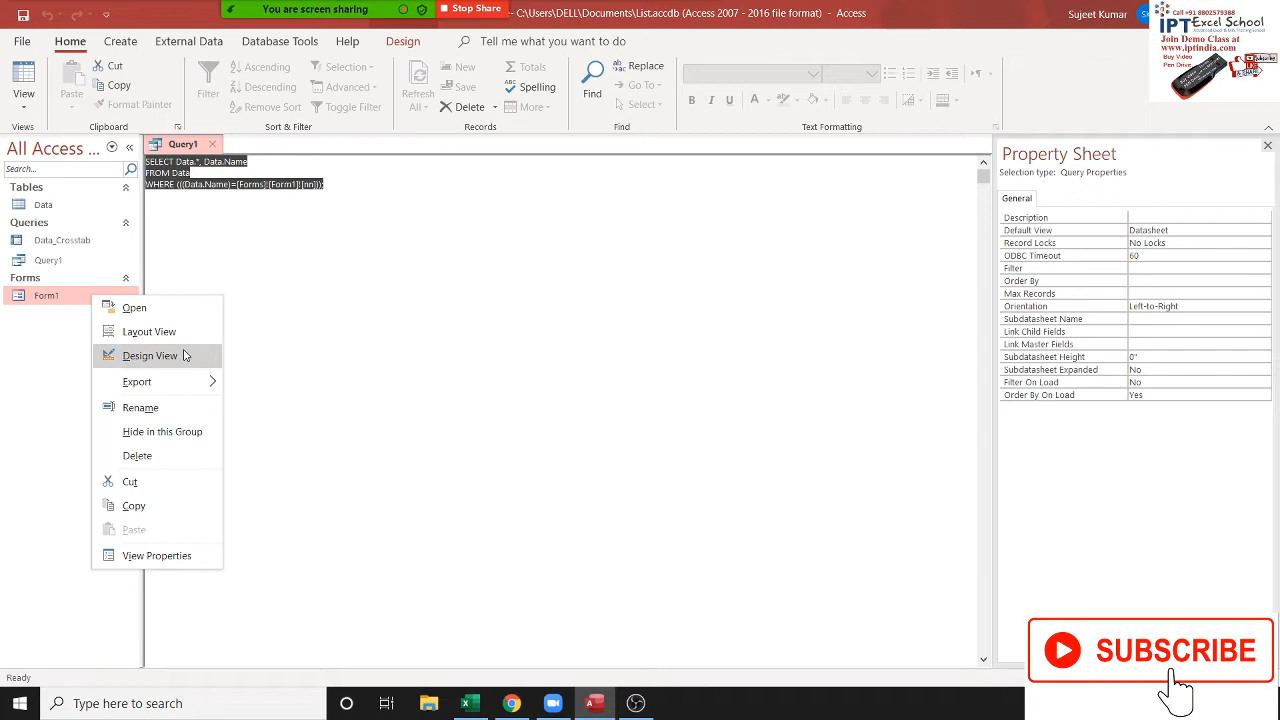 You are screen sharing
Stop Share
- C:\Users\DELL\Documents\List.accdb (Access 2007 - 2016 file format) - Access
Sujeet Kumar
Call +91 8802579388
IPT Excel School
Join Demo Class at
www.iptindia.com
Buy Video
Pen Drive
File
Home
Create
External Data
Database Tools
Help
Design
Tell me what you want to do
View
Views
Paste
Cut
Copy
Format Painter
Clipboard
Filter
Ascending
Descending
Remove Sort
Selection
Advanced
Toggle Filter
Sort & Filter
Refresh
All
New
Save
Delete
Totals
Spelling
More
Records
Find
Replace
Go To
Select
Find
B I U
A
Text Formatting
All Access ...
Search...
Tables
Data
Queries
Data_Crosstab
Query1
Forms
Form1
Query1
SELECT Data.*, Data.Name
FROM Data
WHERE (((Data.Name)=[Forms]![Form1]![nn]));
Open
Layout View
Design View
Export
Rename
Hide in this Group
Delete
Cut
Copy
Paste
View Properties
Property Sheet
Selection type: Query Properties
General
Description
Default View Datasheet
Record Locks No Locks
ODBC Timeout 60
Filter
Order By
Max Records
Orientation Left-to-Right
Subdatasheet Name
Link Child Fields
Link Master Fields
Subdatasheet Height 0"
Subdatasheet Expanded No
Filter On Load No
Order By On Load Yes
SUBSCRIBE
Ready
Type here to search